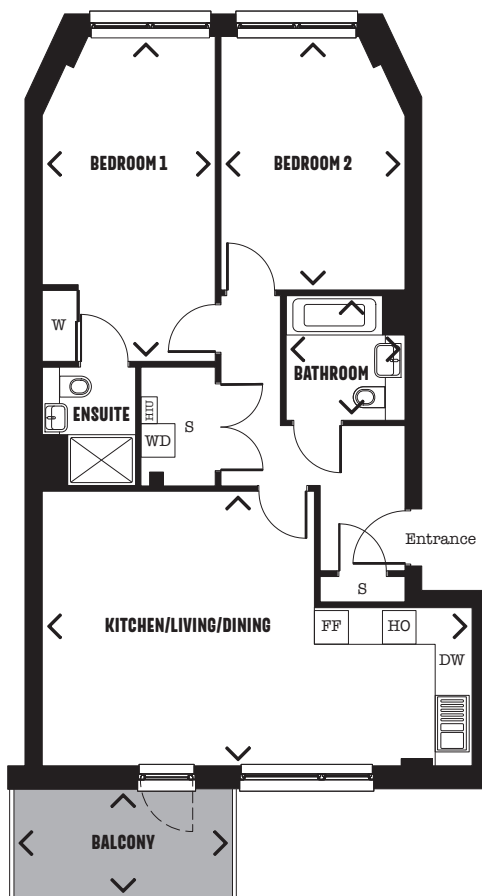 BEDROOM 1
BEDROOM 2
W
BATHROOM
ENSUITE
HIU
WD
S
Entrance
S
KITCHEN/LIVING/DINING
FF
HO
DW
BALCONY